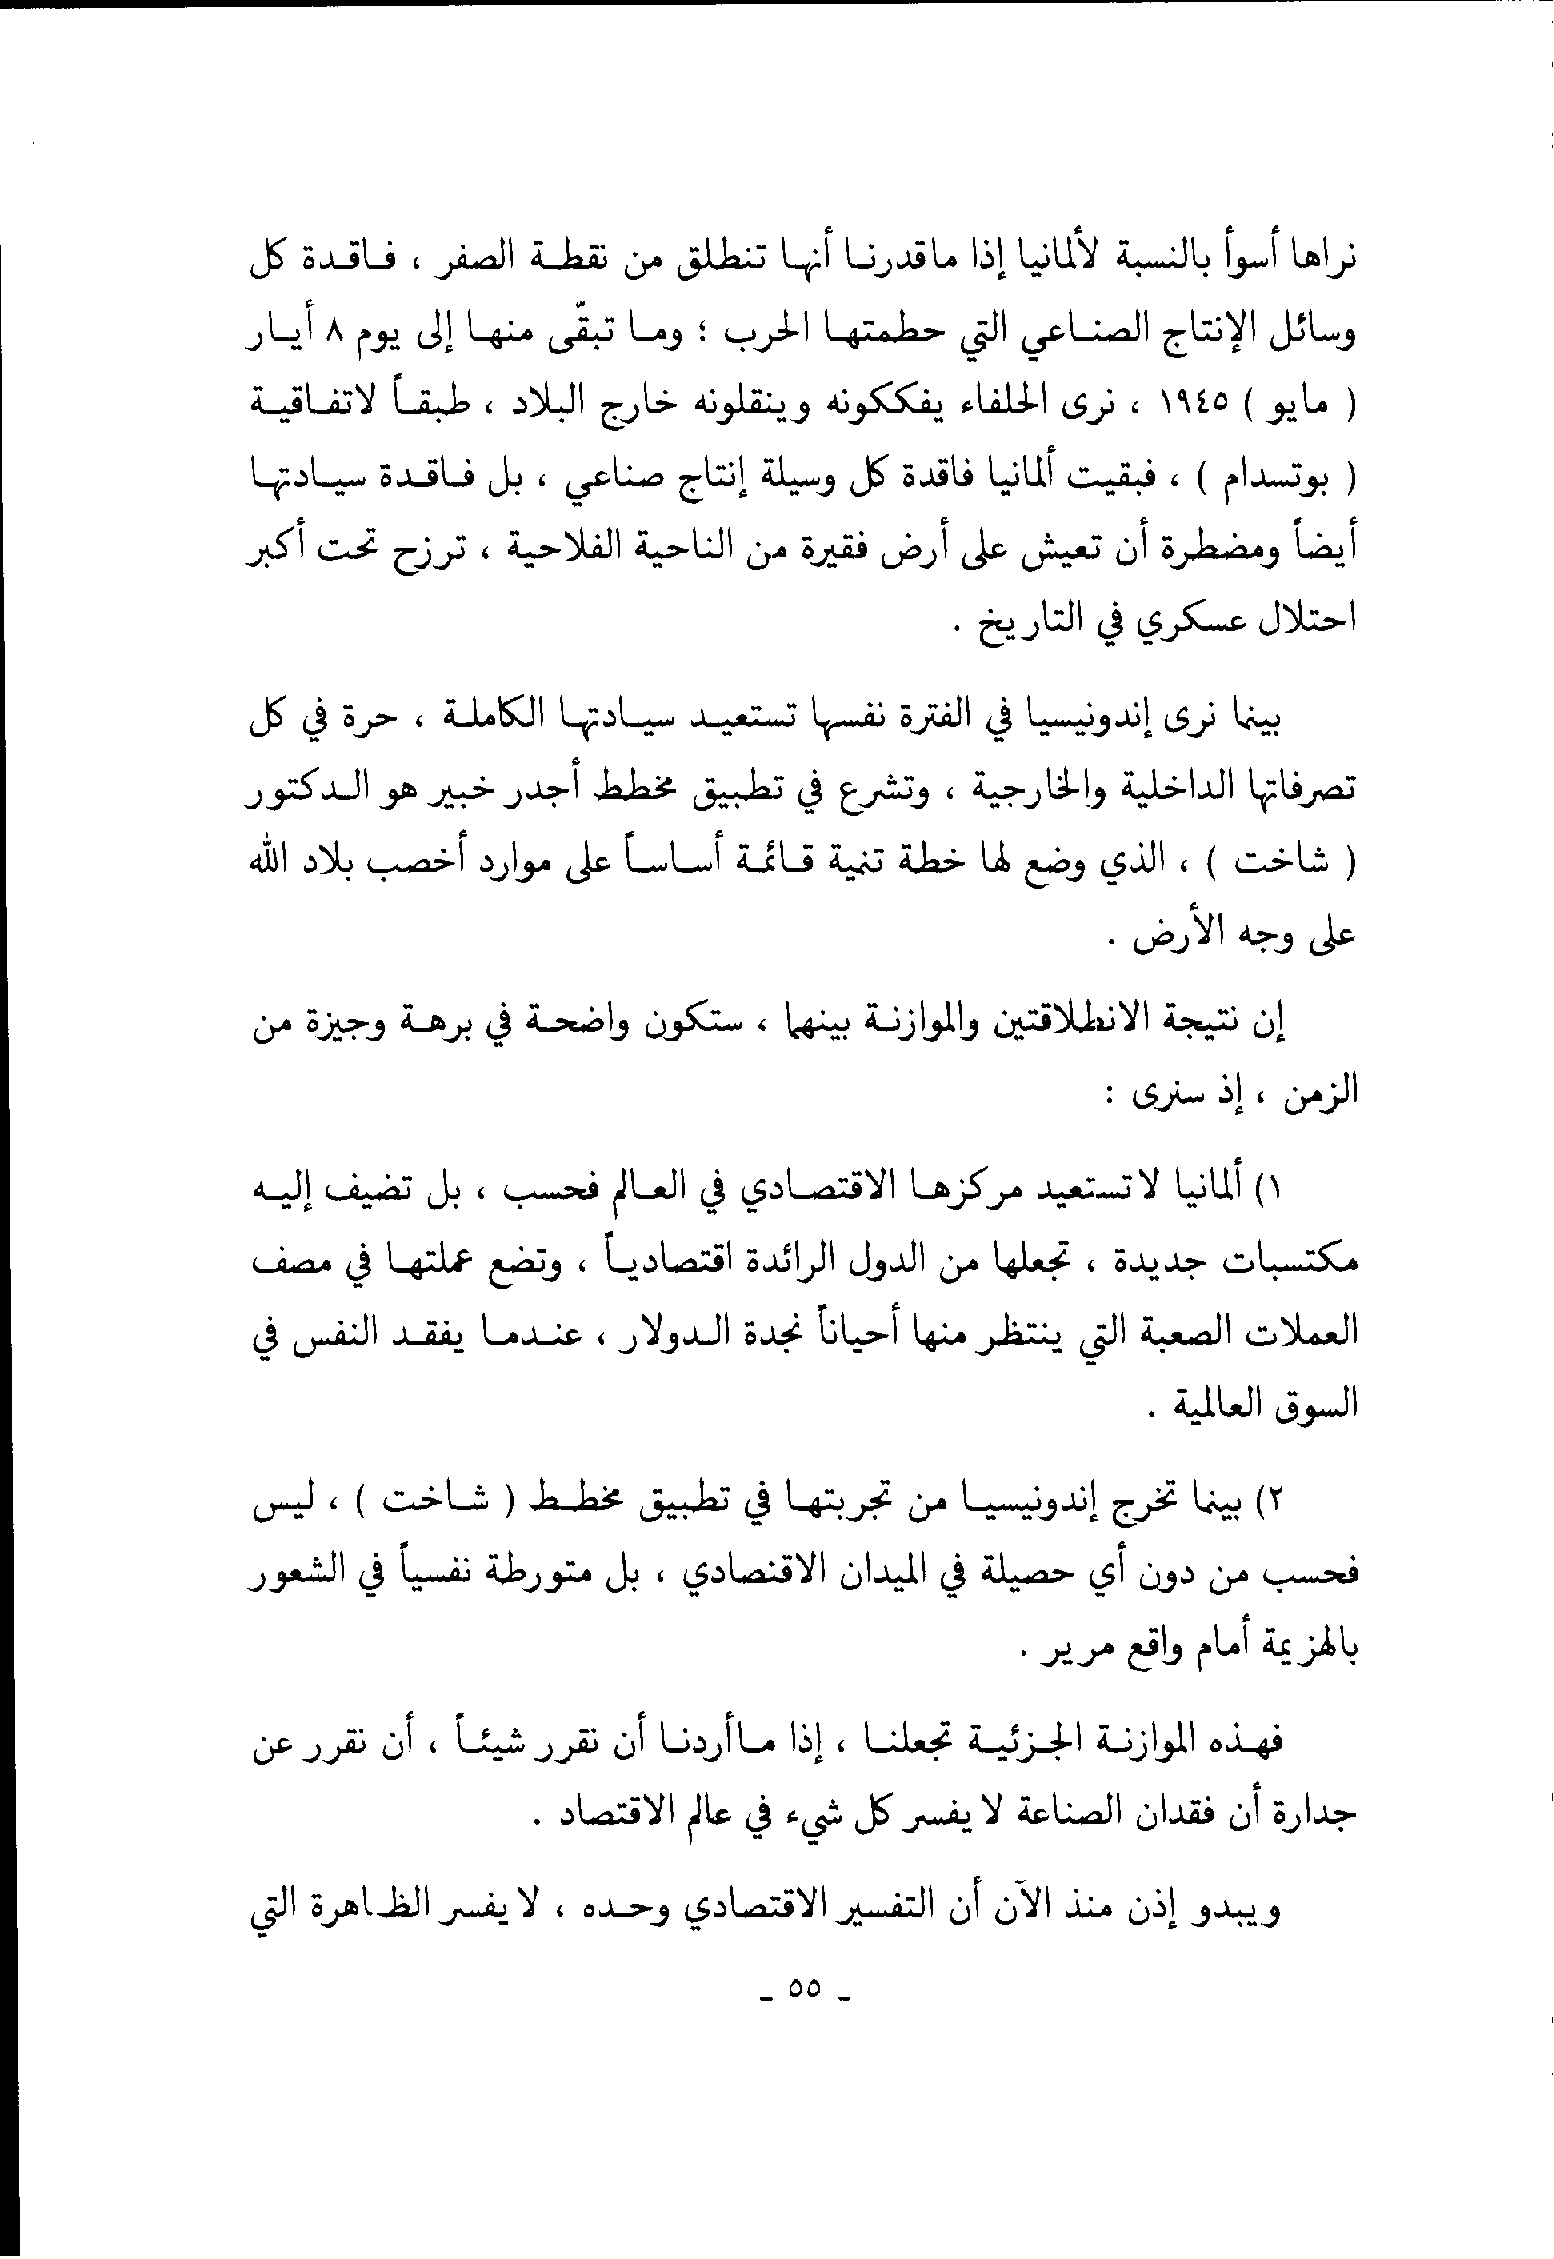 نراها أسوأ بالنسبة لألمانيا إذا ماقدرنا أنها تنطلق من نقطة الصفر ، فاقدة كل
وسائل الإنتاج الصناعي التي حطمتها الحرب ؛ وما تبقّى منها إلى يوم ٨ أيار
( مايو ) ١٩٤٥ ، نرى الحلفاء يفككونه وينقلونه خارج البلاد ، طبقاً لاتفاقية
( بوتسدام ) ، فبقيت ألمانيا فاقدة كل وسيلة إنتاج صناعي ، بل فاقدة سيادتها
أيضاً ومضطرة أن تعيش على أرض فقيرة من الناحية الفلاحية ، ترزح تحت أكبر
احتلال عسكري في التاريخ .
بينما نرى إندونيسيا في الفترة نفسها تستعيد سيادتها الكاملة ، حرة في كل
تصرفاتها الداخلية والخارجية ، وتشرع في تطبيق مخطط أجدر خبير هو الدكتور
( شاخت ) ، الذي وضع لها خطة تنمية قائمة أساساً على موارد أخصب بلاد الله
على وجه الأرض .
إن نتيجة الانطلاقتين والموازنة بينهما ، ستكون واضحة في برهة وجيزة من
الزمن ، إذ سنرى :
١) ألمانيا لا تستعيد مركزها الاقتصادي في العالم فحسب ، بل تضيف إليه
مكتسبات جديدة ، تجعلها من الدول الرائدة اقتصادياً ، وتضع عملتها في مصف
العملات الصعبة التي ينتظر منها أحياناً نجدة الدولار ، عندما يفقد النفس في
السوق العالمية .
٢) بينما تخرج إندونيسيا من تجربتها في تطبيق مخطط ( شاخت ) ، ليس
فحسب من دون أي حصيلة في الميدان الاقتصادي ، بل متورطة نفسياً في الشعور
بالهزيمة أمام واقع مرير .
فهذه الموازنة الجزئية تجعلنا ، إذا ماأردنا أن نقرر شيئاً ، أن نقرر عن
جدارة أن فقدان الصناعة لا يفسر كل شيء في عالم الاقتصاد .
ويبدو إذن منذ الآن أن التفسير الاقتصادي وحده ، لا يفسر الظاهرة التي
ـ ٥٥ ـ